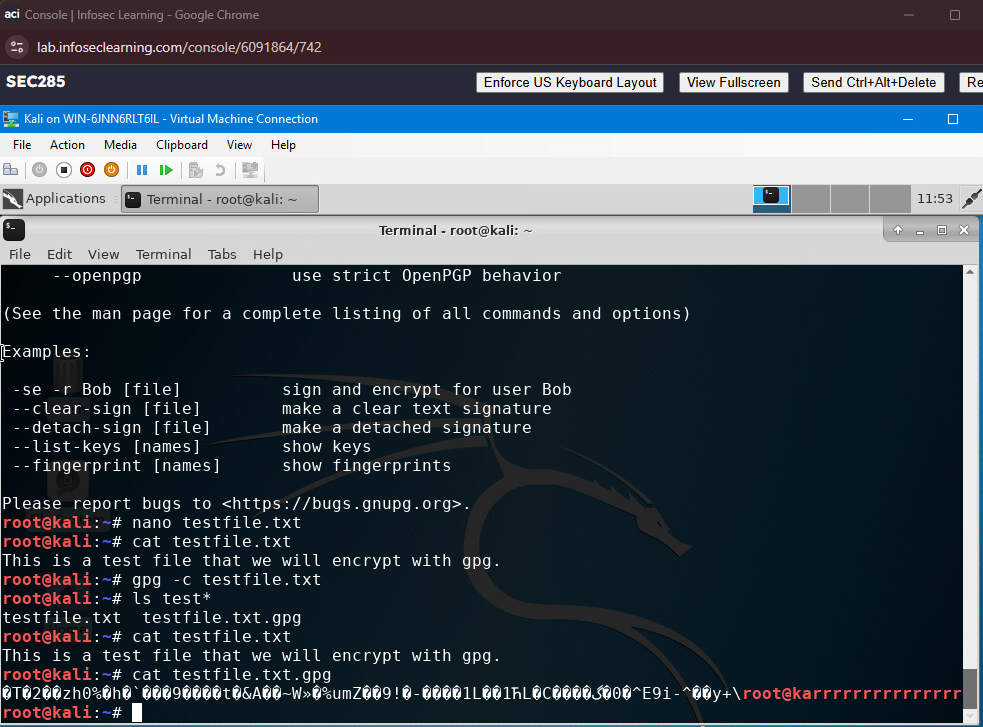 aci Console | Infosec Learning - Google Chrome
lab.infoseclearning.com/console/6091864/742
SEC285 Enforce US Keyboard Layout View Fullscreen Send Ctrl+Alt+Delete Re
Kali on WIN-6JNN6RLT6IL - Virtual Machine Connection
File Action Media Clipboard View Help
Applications Terminal - root@kali: ~ 11:53
Terminal - root@kali: ~
File Edit View Terminal Tabs Help
--openpgp use strict OpenPGP behavior
(See the man page for a complete listing of all commands and options)
Examples:
-se -r Bob [file] sign and encrypt for user Bob
--clear-sign [file] make a clear text signature
--detach-sign [file] make a detached signature
--list-keys [names] show keys
--fingerprint [names] show fingerprints
Please report bugs to <https://bugs.gnupg.org>.
root@kali:~# nano testfile.txt
root@kali:~# cat testfile.txt
This is a test file that we will encrypt with gpg.
root@kali:~# gpg -c testfile.txt
root@kali:~# ls test*
testfile.txt testfile.txt.gpg
root@kali:~# cat testfile.txt
This is a test file that we will encrypt with gpg.
root@kali:~# cat testfile.txt.gpg
�T�2��zh0%�h�`���9����t�&A��~W»�%umZ��9!�-����1L��1ћL�C����گ�0�^E9i-^��y+\root@karrrrrrrrrrrrrrr
root@kali:~#